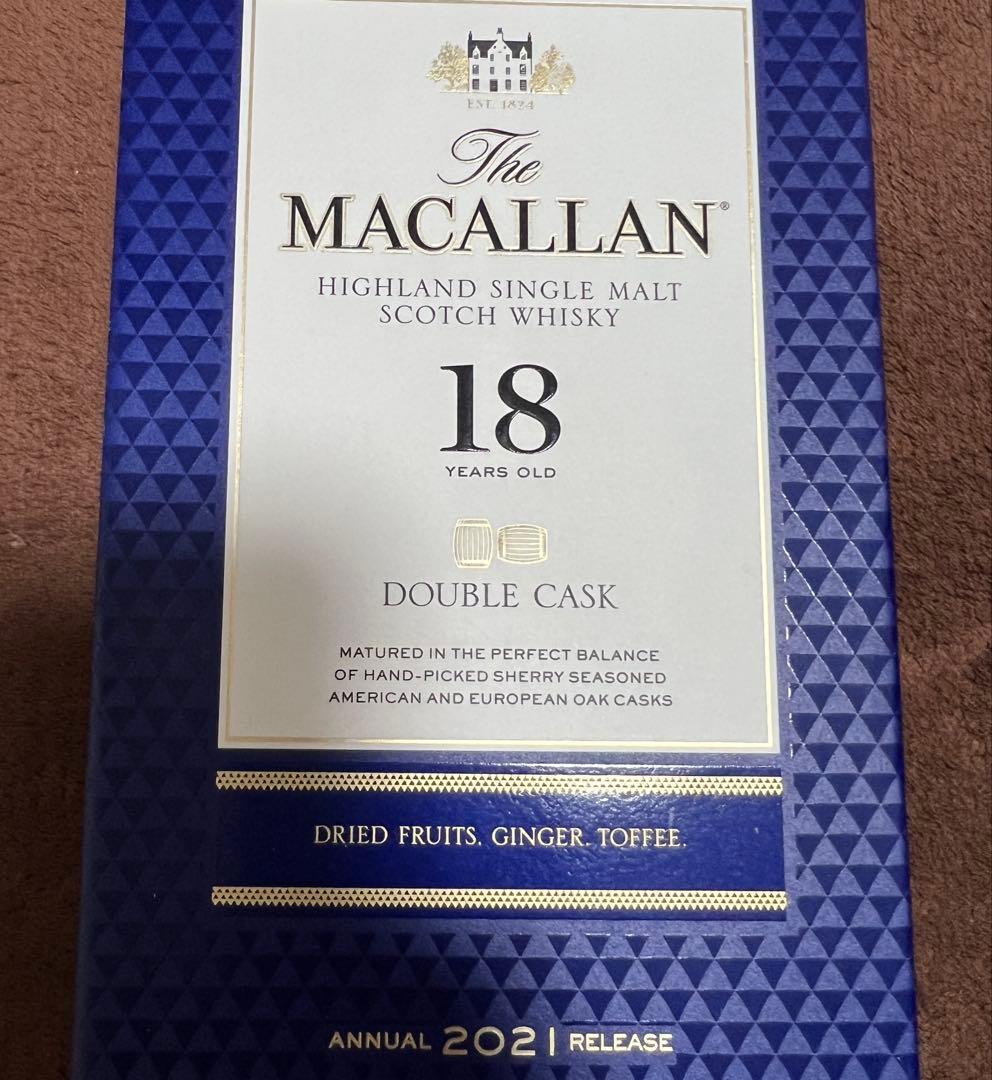 EST. 1824
The
MACALLAN®
HIGHLAND SINGLE MALT
SCOTCH WHISKY
18
YEARS OLD
DOUBLE CASK
MATURED IN THE PERFECT BALANCE
OF HAND-PICKED SHERRY SEASONED
AMERICAN AND EUROPEAN OAK CASKS
DRIED FRUITS. GINGER. TOFFEE.
ANNUAL 2021 RELEASE